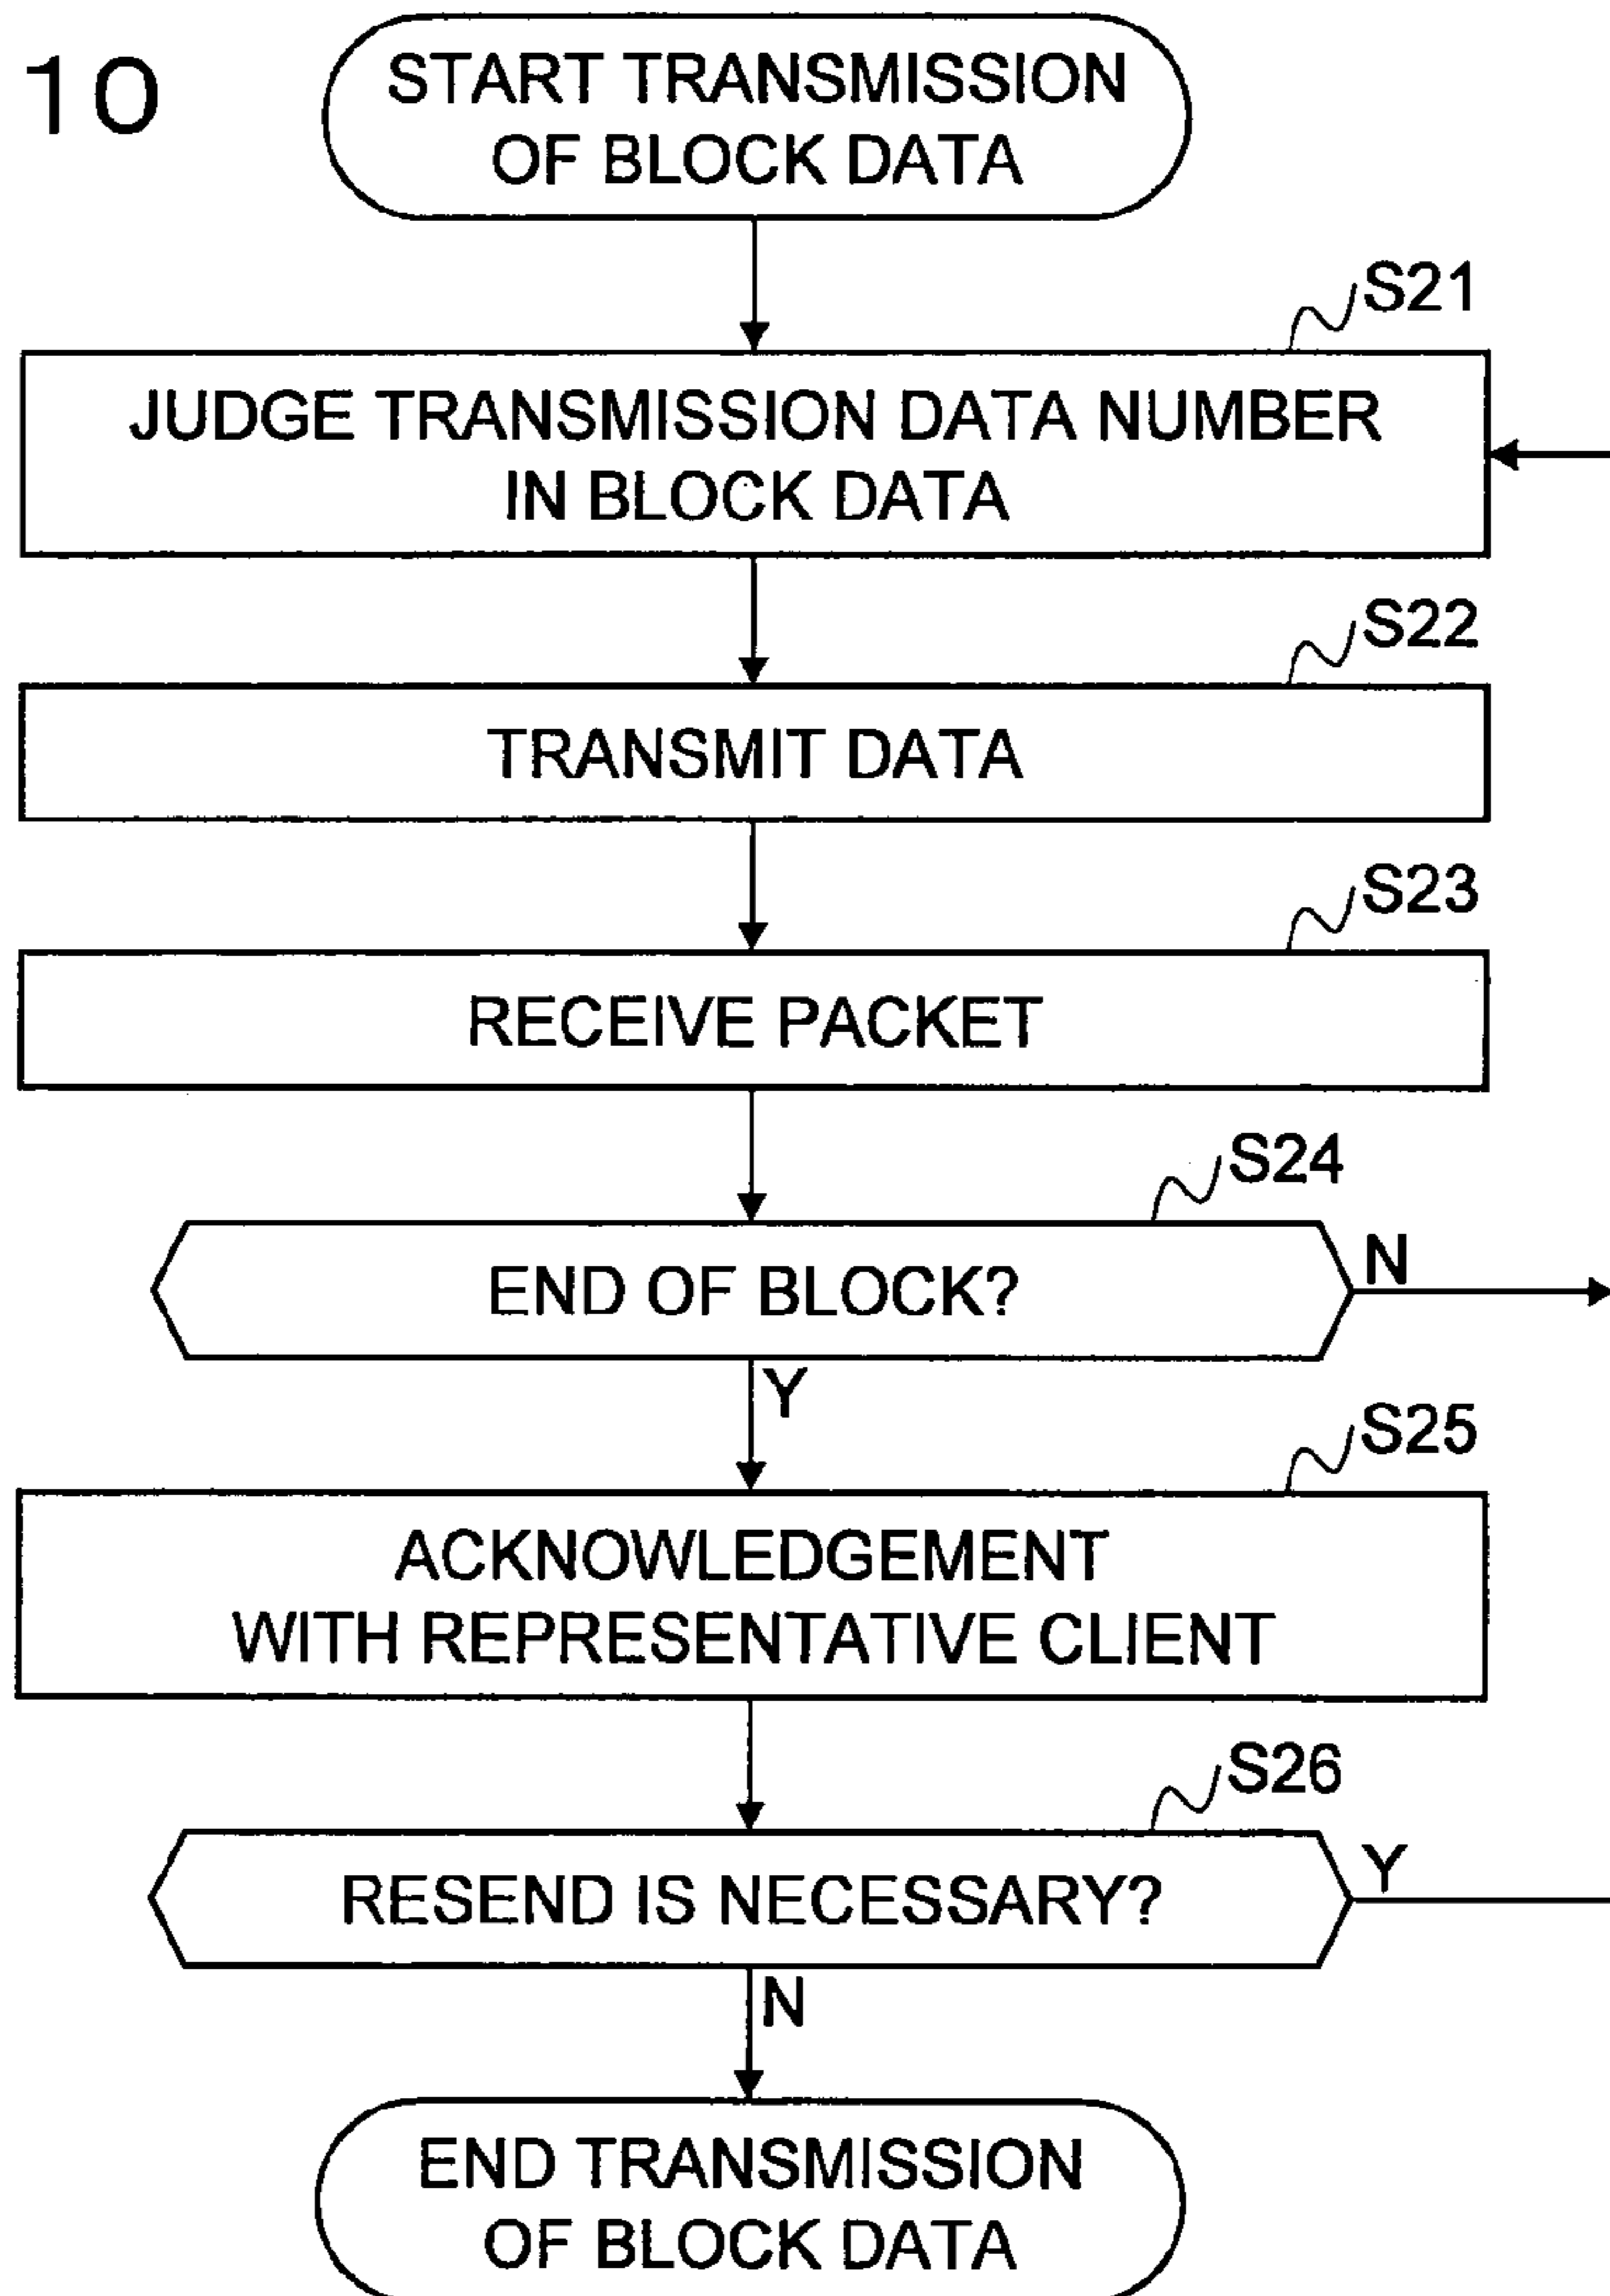 10
START TRANSMISSION
OF BLOCK DATA
S21
JUDGE TRANSMISSION DATA NUMBER
IN BLOCK DATA
S22
TRANSMIT DATA
S23
RECEIVE PACKET
S24
END OF BLOCK?
N
Y
S25
ACKNOWLEDGEMENT
WITH REPRESENTATIVE CLIENT
S26
RESEND IS NECESSARY?
Y
N
END TRANSMISSION
OF BLOCK DATA